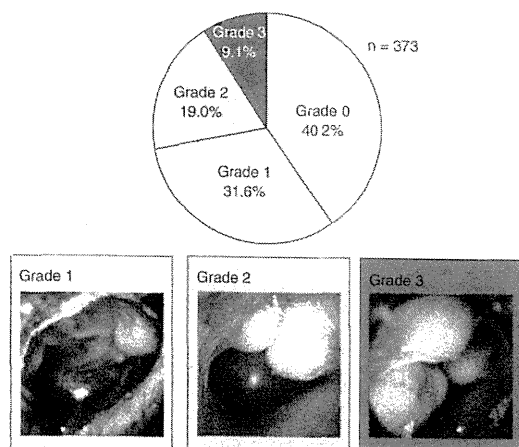 Grade 3
9.1%
n = 373
Grade 2
19.0%
Grade 0
40.2%
Grade 1
31.6%
Grade 1
Grade 2
Grade 3